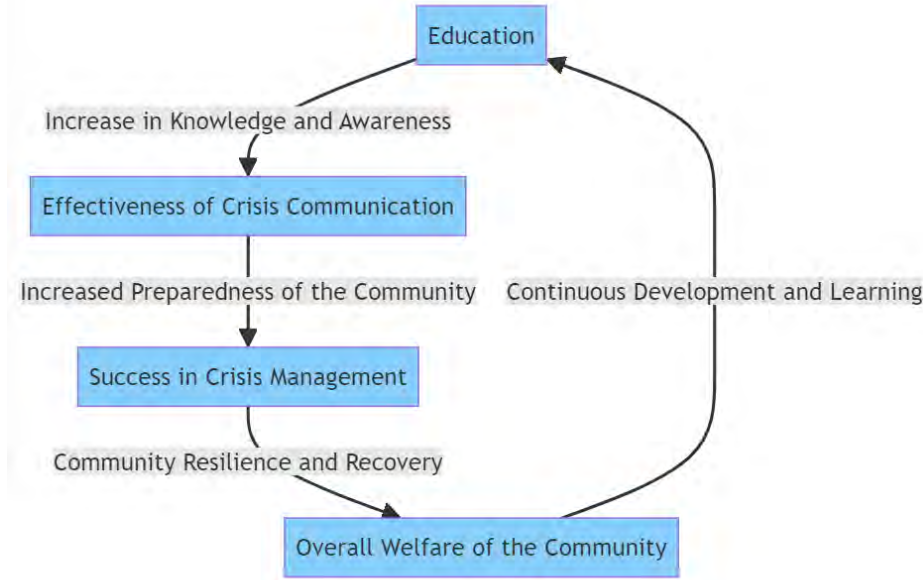 Education
Increase in Knowledge and Awareness
Effectiveness of Crisis Communication
Increased Preparedness of the Community
Continuous Development and Learning
Success in Crisis Management
Community Resilience and Recovery
Overall Welfare of the Community